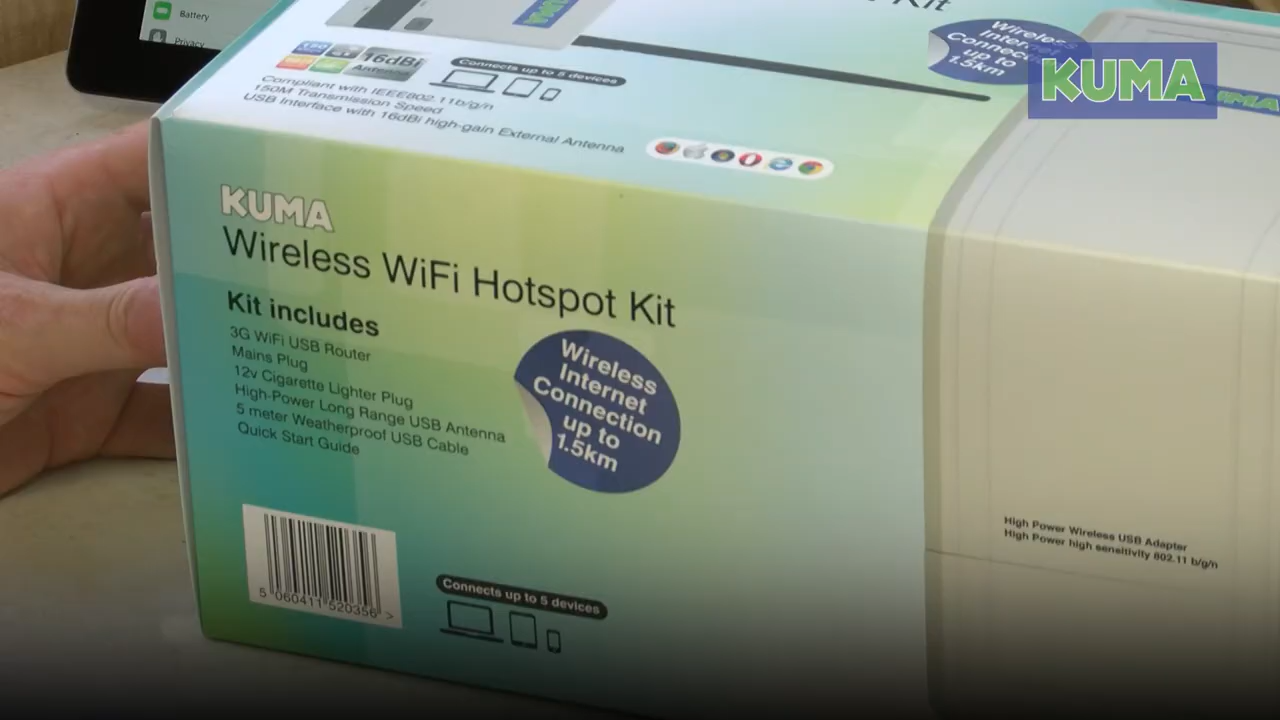 Battery
Privacy
Kit
Wireless
Internet
Connection
up to
1.5km
KUMA
16dBi
Antenna
Connects up to 5 devices
Compliant with IEEE802.11b/g/n
150M Transmission Speed
USB Interface with 16dBi high-gain External Antenna
KUMA
Wireless WiFi Hotspot Kit
Kit includes
3G WiFi USB Router
Mains Plug
12v Cigarette Lighter Plug
High-Power Long Range USB Antenna
5 meter Weatherproof USB Cable
Quick Start Guide
Wireless
Internet
Connection
up to
1.5km
High Power Wireless USB Adapter
High Power high sensitivity 802.11 b/g/n
5 060411 520356 >
Connects up to 5 devices